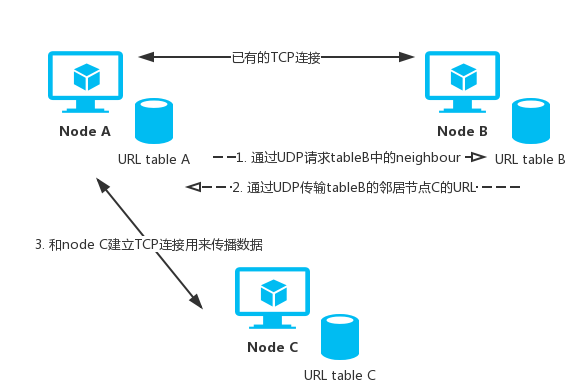 已有的TCP连接
Node A
Node B
URL table A
1. 通过UDP请求tableB中的neighbour
URL table B
2. 通过UDP传输tableB的邻居节点C的URL
3. 和node C建立TCP连接用来传播数据
Node C
URL table C